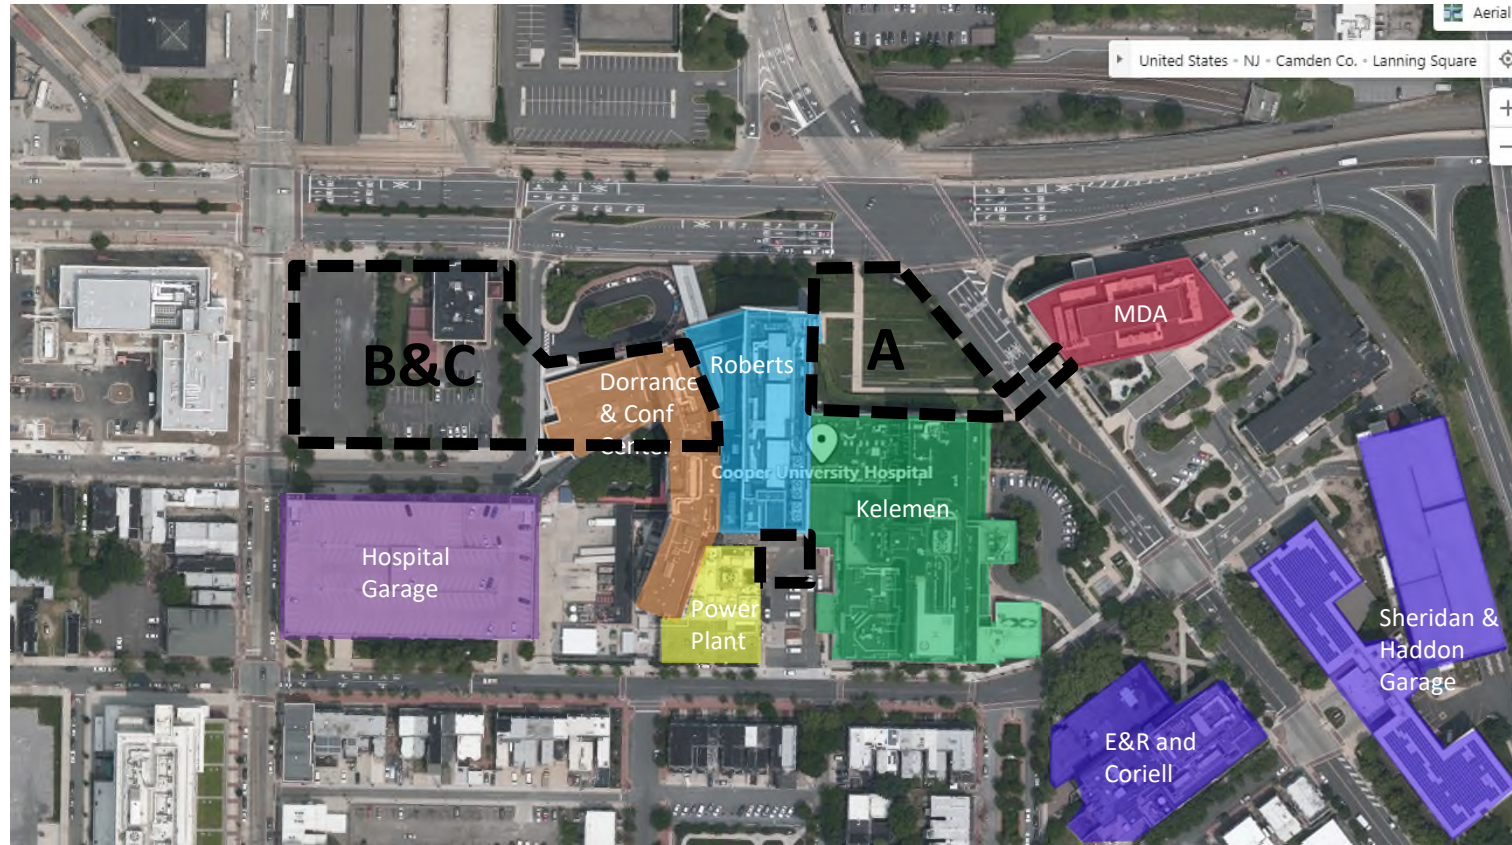 Aerial
United States · NJ · Camden Co. · Lanning Square
+
−
MDA
B&C
A
Roberts
Dorrance
& Conf
Center
Cooper University Hospital
Kelemen
Hospital
Garage
Power
Plant
Sheridan &
Haddon
Garage
E&R and
Coriell